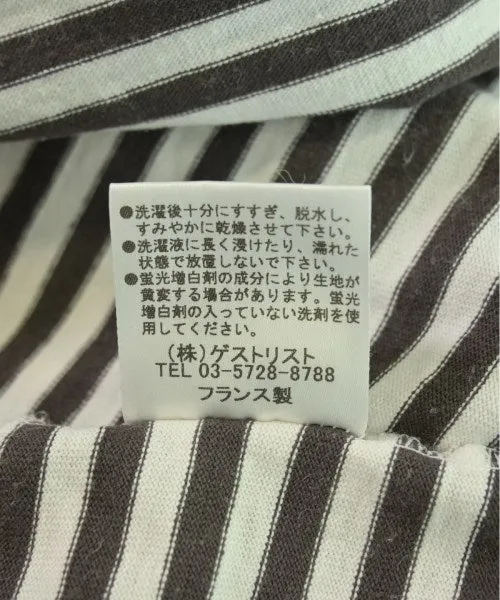 ●洗濯後十分にすすぎ、脱水し、
すみやかに乾燥させて下さい。
●洗濯液に長く浸けたり、濡れた
状態で放置しないで下さい。
●蛍光増白剤の成分により生地が
黄変する場合があります。蛍光
増白剤の入っていない洗剤を使
用してください。
(株)ゲストリスト
TEL 03-5728-8788
フランス製